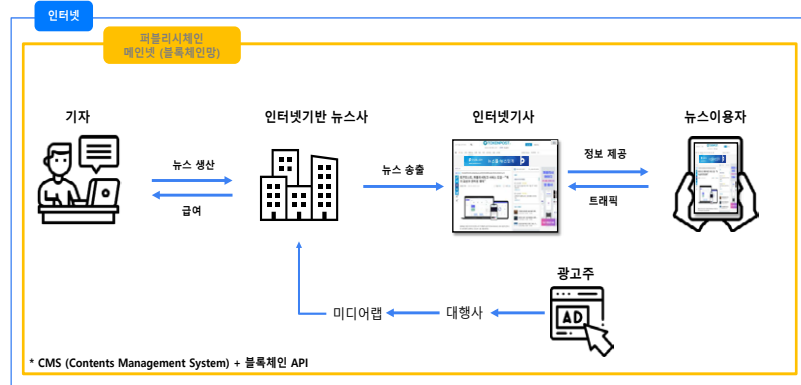 인터넷
퍼블리시체인
메인넷 (블록체인망)
기자
인터넷기반 뉴스사
인터넷기사
뉴스이용자
뉴스 생산
급여
뉴스 송출
정보 제공
트래픽
TOKENPOST
광고주
AD
미디어랩
대행사
* CMS (Contents Management System) + 블록체인 API